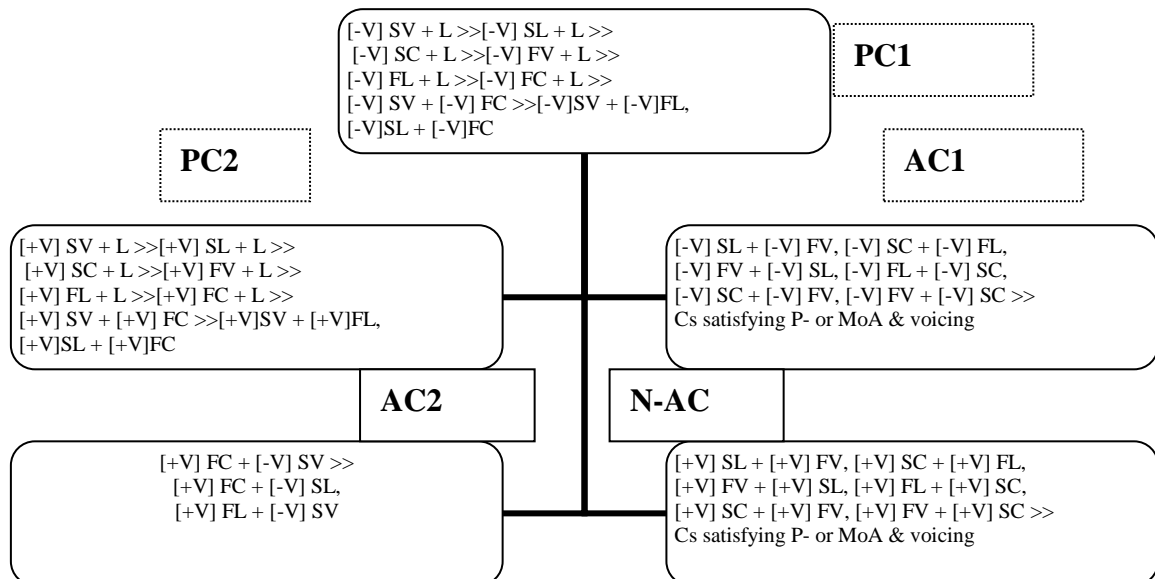 [-V] SV + L >>[-V] SL + L >>
[-V] SC + L >>[-V] FV + L >>
[-V] FL + L >>[-V] FC + L >>
[-V] SV + [-V] FC >>[-V]SV + [-V]FL,
[-V]SL + [-V]FC
PC1
PC2
AC1
[+V] SV + L >>[+V] SL + L >>
[+V] SC + L >>[+V] FV + L >>
[+V] FL + L >>[+V] FC + L >>
[+V] SV + [+V] FC >>[+V]SV + [+V]FL,
[+V]SL + [+V]FC
[-V] SL + [-V] FV, [-V] SC + [-V] FL,
[-V] FV + [-V] SL, [-V] FL + [-V] SC,
[-V] SC + [-V] FV, [-V] FV + [-V] SC >>
Cs satisfying P- or MoA & voicing
AC2
N-AC
[+V] FC + [-V] SV >>
[+V] FC + [-V] SL,
[+V] FL + [-V] SV
[+V] SL + [+V] FV, [+V] SC + [+V] FL,
[+V] FV + [+V] SL, [+V] FL + [+V] SC,
[+V] SC + [+V] FV, [+V] FV + [+V] SC >>
Cs satisfying P- or MoA & voicing